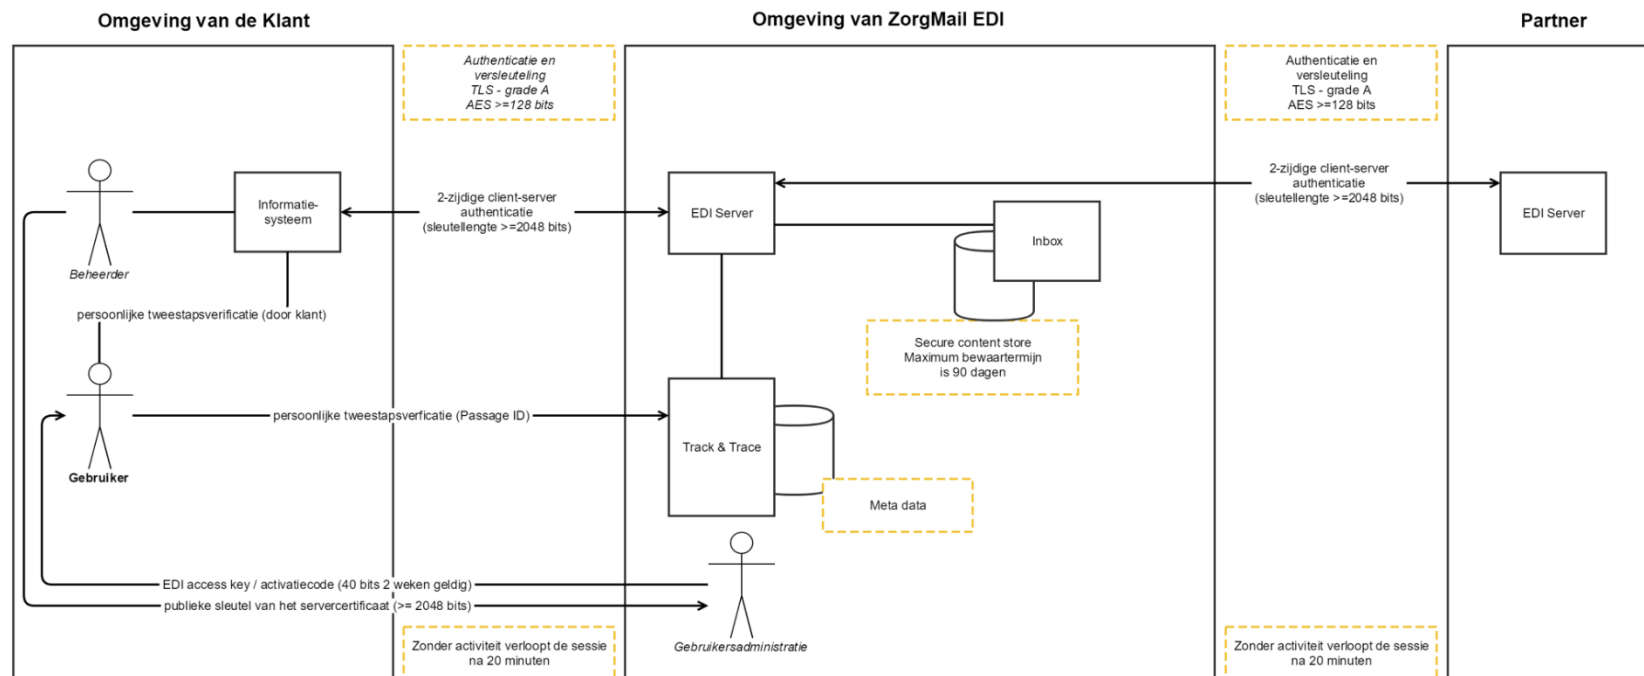 Omgeving van de Klant
Omgeving van ZorgMail EDI
Partner
Authenticatie en
versleuteling
TLS - grade A
AES >=128 bits
Authenticatie en
versleuteling
TLS - grade A
AES >=128 bits
Beheerder
Informatie-
systeem
2-zijdige client-server
authenticatie
(sleutellengte >=2048 bits)
EDI Server
Inbox
2-zijdige client-server
authenticatie
(sleutellengte >=2048 bits)
EDI Server
persoonlijke tweestapsverificatie (door klant)
Secure content store
Maximum bewaartermijn
is 90 dagen
Gebruiker
persoonlijke tweestapsverficatie (Passage ID)
Track & Trace
Meta data
EDI access key / activatiecode (40 bits 2 weken geldig)
publieke sleutel van het servercertificaat (>= 2048 bits)
Gebruikersadministratie
Zonder activiteit verloopt de sessie
na 20 minuten
Zonder activiteit verloopt de sessie
na 20 minuten